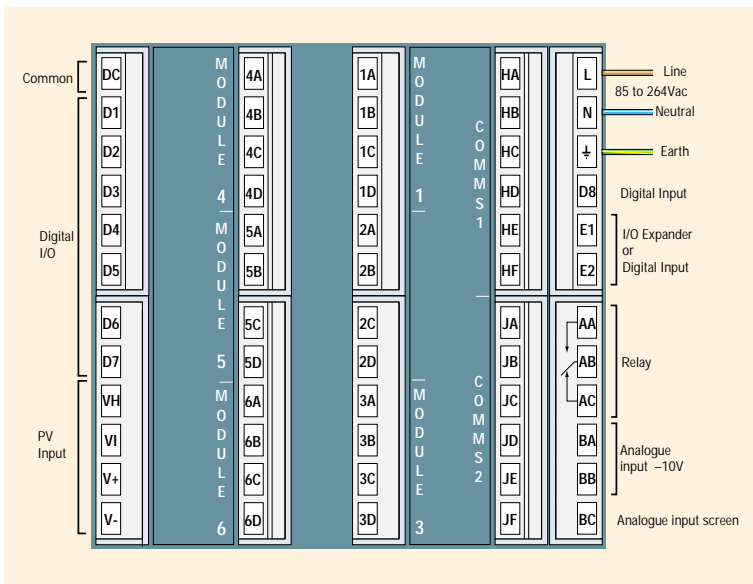 Common
Digital
I/O
PV
Input
DC
D1
D2
D3
D4
D5
D6
D7
VH
VI
V+
V-
MODULE 4
MODULE 5
MODULE 6
4A
4B
4C
4D
5A
5B
5C
5D
6A
6B
6C
6D
1A
1B
1C
1D
2A
2B
2C
2D
3A
3B
3C
3D
MODULE 1
MODULE 3
COMMS 1
COMMS 2
HA
HB
HC
HD
HE
HF
JA
JB
JC
JD
JE
JF
L
N
D8
E1
E2
AA
AB
AC
BA
BB
BC
Line
85 to 264Vac
Neutral
Earth
Digital Input
I/O Expander
or
Digital Input
Relay
Analogue
input –10V
Analogue input screen